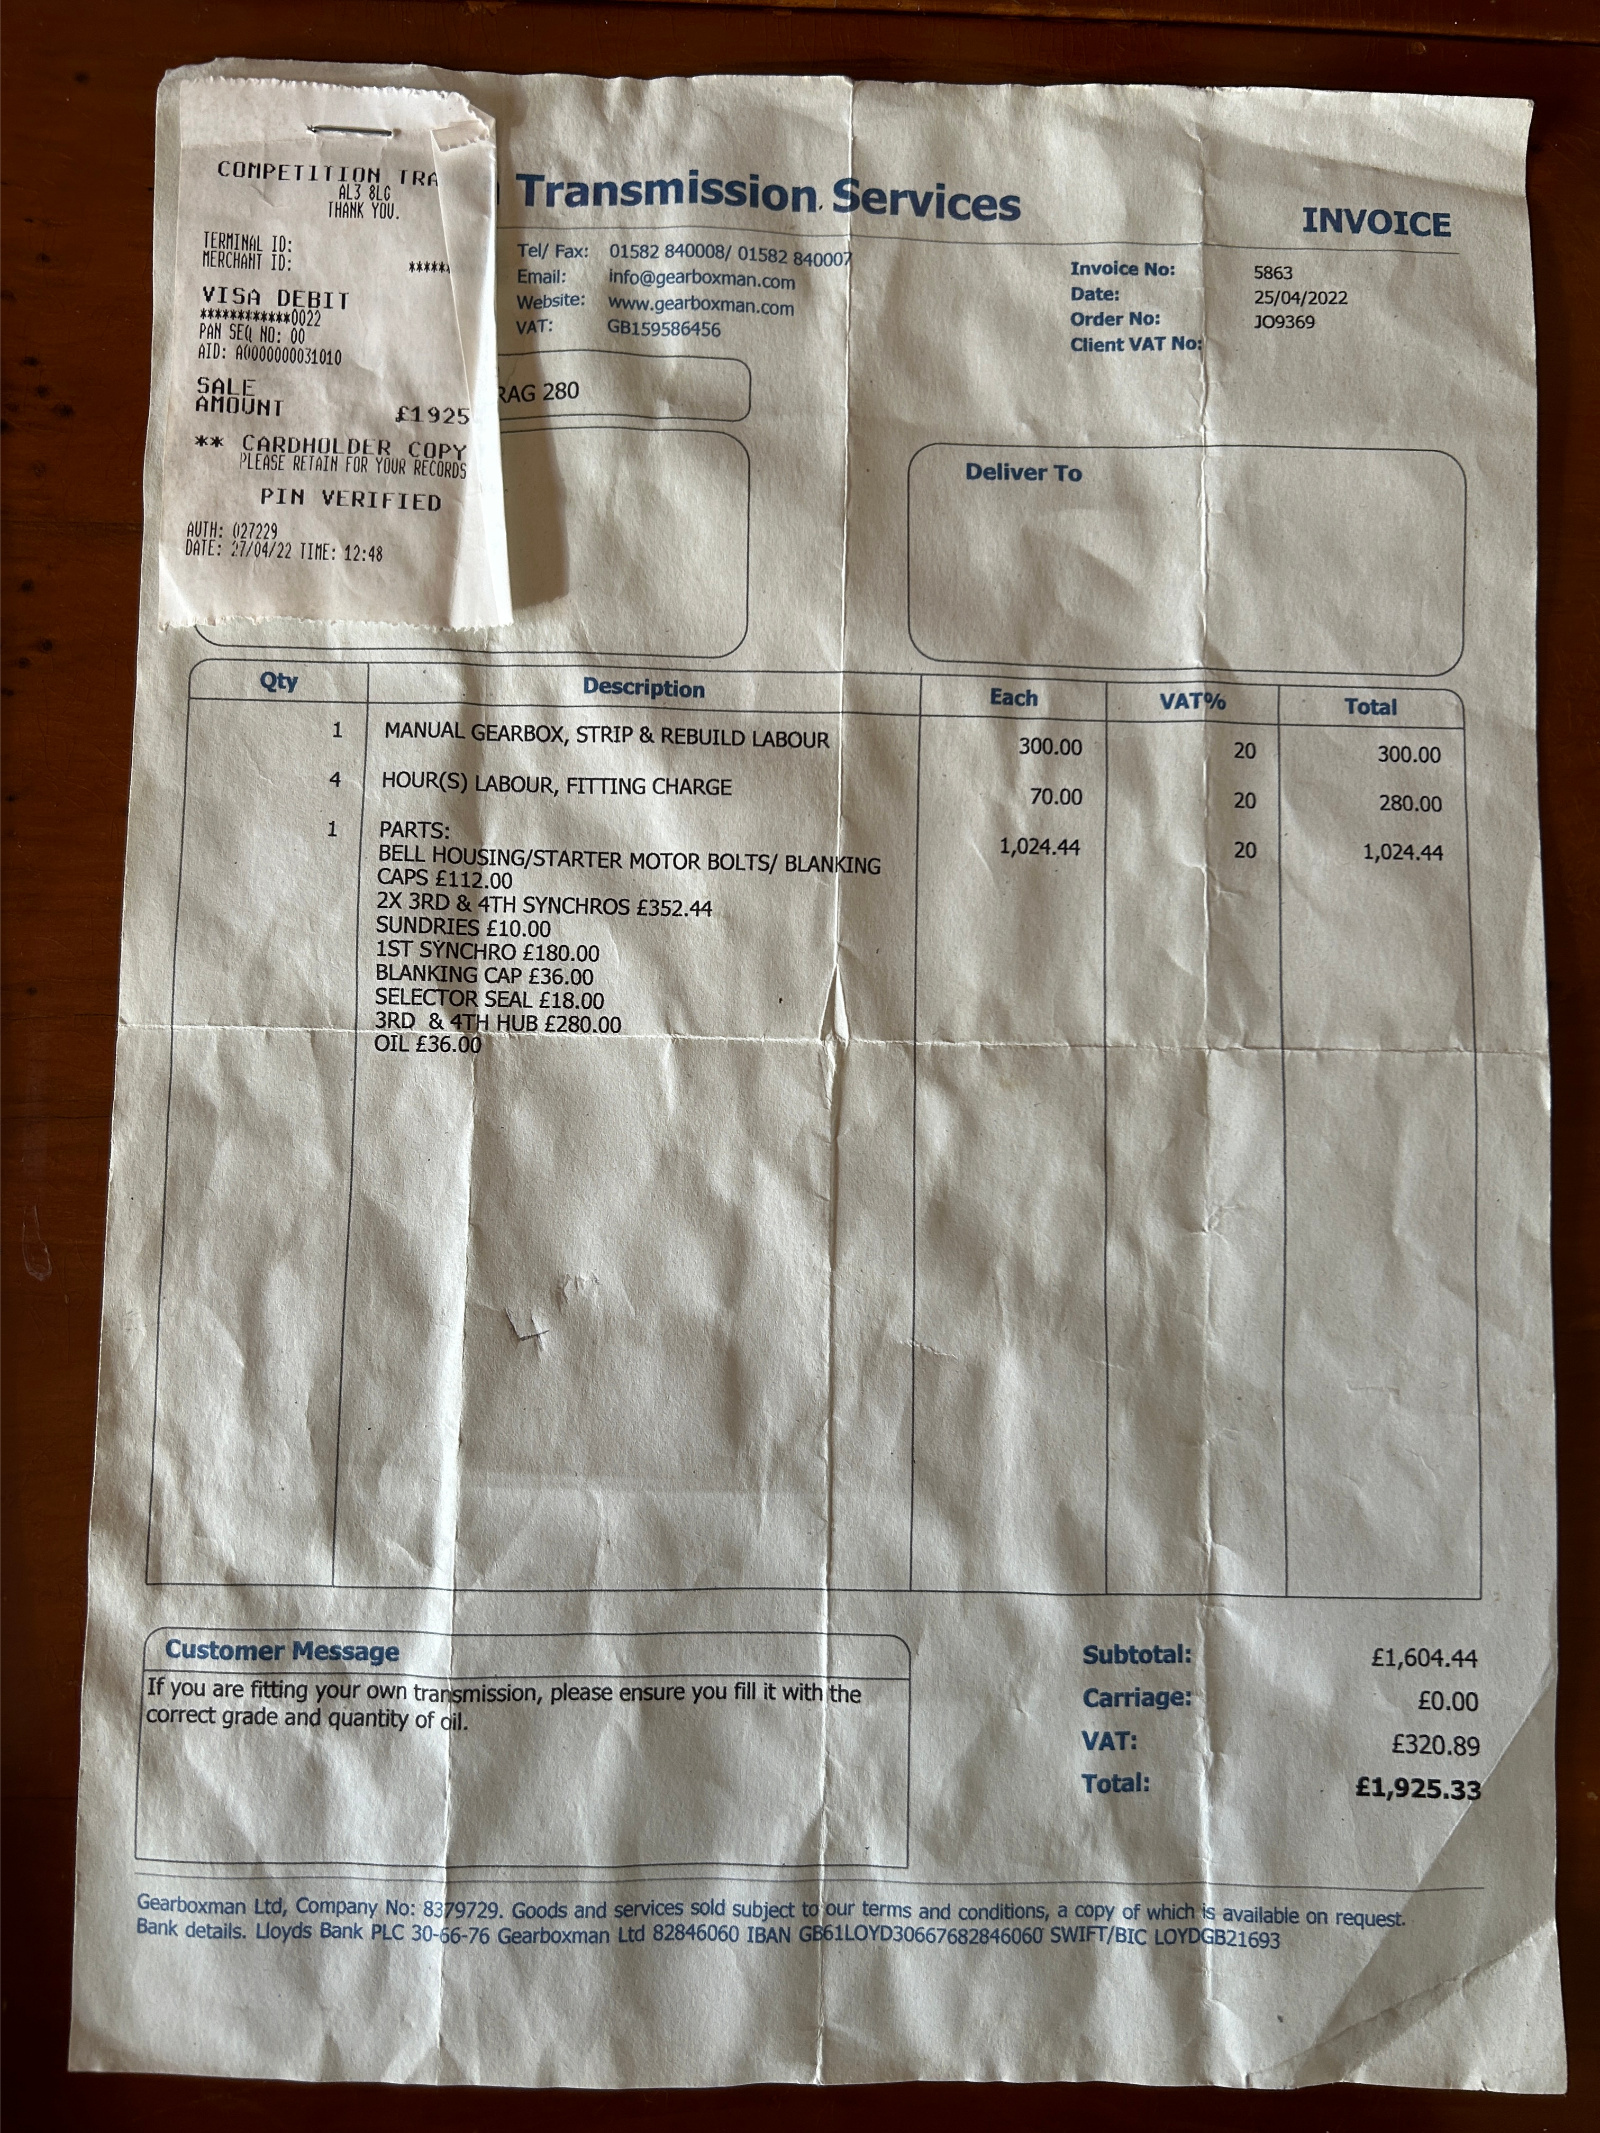 COMPETITION TRA
AL3 8LG
THANK YOU.
TERMINAL ID:
MERCHANT ID: *****
VISA DEBIT
************0022
PAN SEQ NO: 00
AID: A0000000031010
SALE
AMOUNT £1925
** CARDHOLDER COPY
PLEASE RETAIN FOR YOUR RECORDS
PIN VERIFIED
AUTH: 027229
DATE: 27/04/22 TIME: 12:48
Transmission Services
INVOICE
Tel/ Fax: 01582 840008/ 01582 840007
Email: info@gearboxman.com
Website: www.gearboxman.com
VAT: GB159586456
Invoice No: 5863
Date: 25/04/2022
Order No: JO9369
Client VAT No:
RAG 280
Deliver To
Qty Description Each VAT% Total
1 MANUAL GEARBOX, STRIP & REBUILD LABOUR 300.00 20 300.00
4 HOUR(S) LABOUR, FITTING CHARGE 70.00 20 280.00
1 PARTS: 1,024.44 20 1,024.44
BELL HOUSING/STARTER MOTOR BOLTS/ BLANKING
CAPS £112.00
2X 3RD & 4TH SYNCHROS £352.44
SUNDRIES £10.00
1ST SYNCHRO £180.00
BLANKING CAP £36.00
SELECTOR SEAL £18.00
3RD & 4TH HUB £280.00
OIL £36.00
Customer Message
If you are fitting your own transmission, please ensure you fill it with the
correct grade and quantity of oil.
Subtotal: £1,604.44
Carriage: £0.00
VAT: £320.89
Total: £1,925.33
Gearboxman Ltd, Company No: 8379729. Goods and services sold subject to our terms and conditions, a copy of which is available on request.
Bank details. Lloyds Bank PLC 30-66-76 Gearboxman Ltd 82846060 IBAN GB61LOYD30667682846060 SWIFT/BIC LOYDGB21693